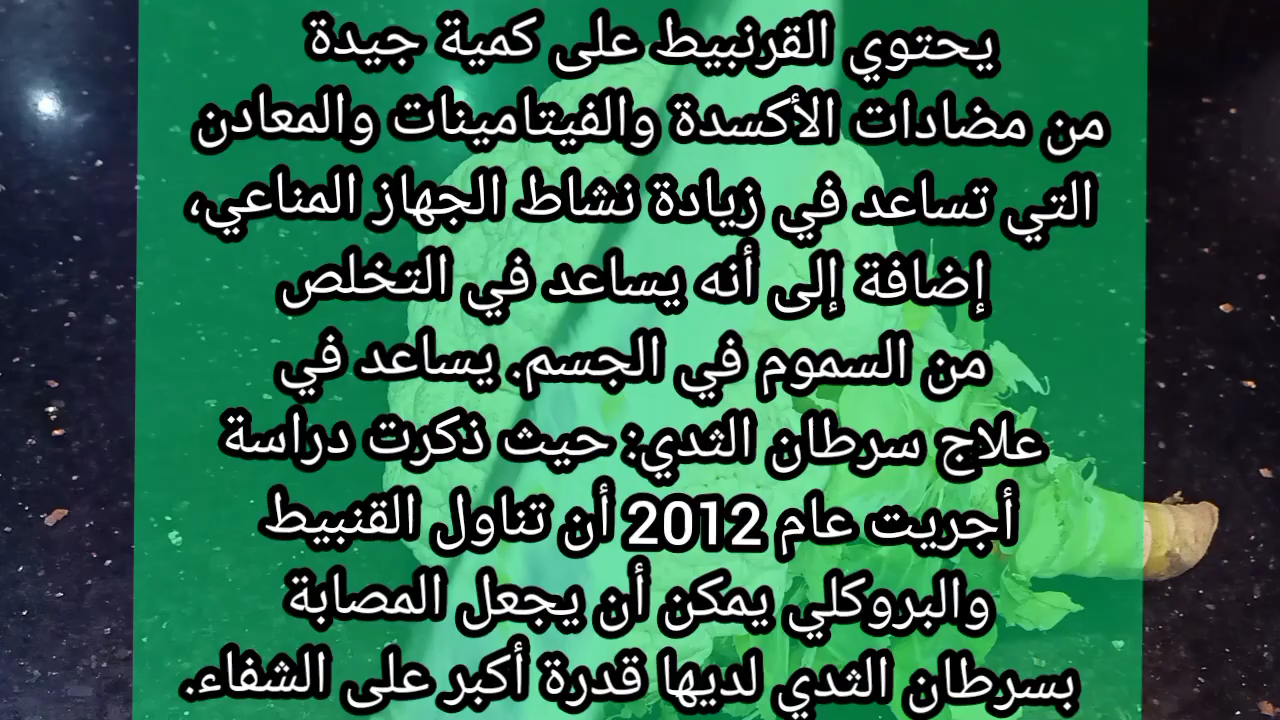 يحتوي القرنبيط على كمية جيدة
من مضادات الأكسدة والفيتامينات والمعادن
التي تساعد في زيادة نشاط الجهاز المناعي،
إضافة إلى أنه يساعد في التخلص
من السموم في الجسم. يساعد في
علاج سرطان الثدي: حيث ذكرت دراسة
أجريت عام 2012 أن تناول القنبيط
والبروكلي يمكن أن يجعل المصابة
بسرطان الثدي لديها قدرة أكبر على الشفاء.